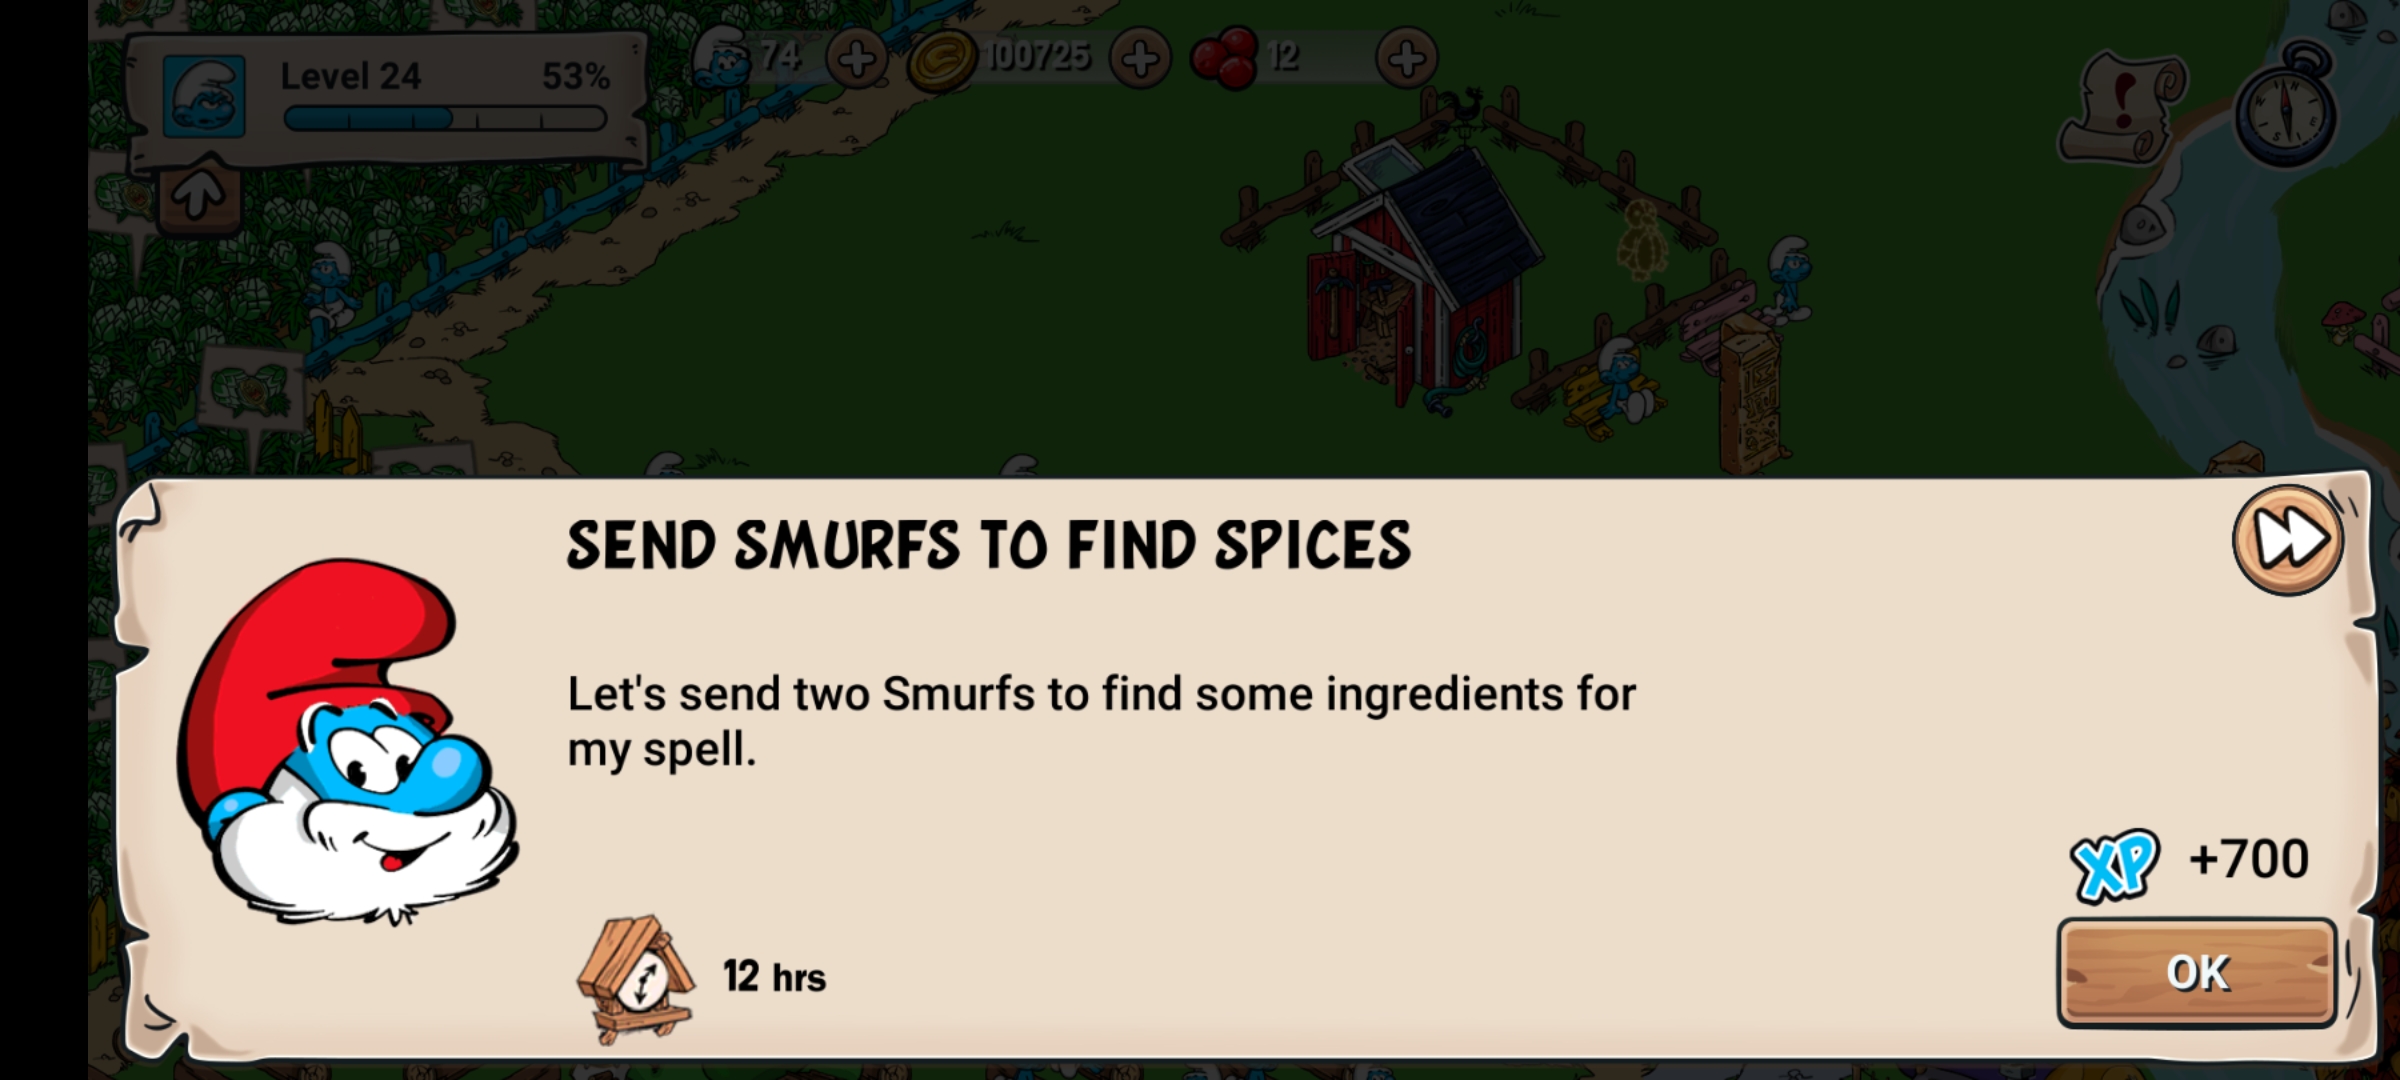 Level 24 53%
74
100725
12
SEND SMURFS TO FIND SPICES
Let's send two Smurfs to find some ingredients for
my spell.
XP +700
12 hrs
OK